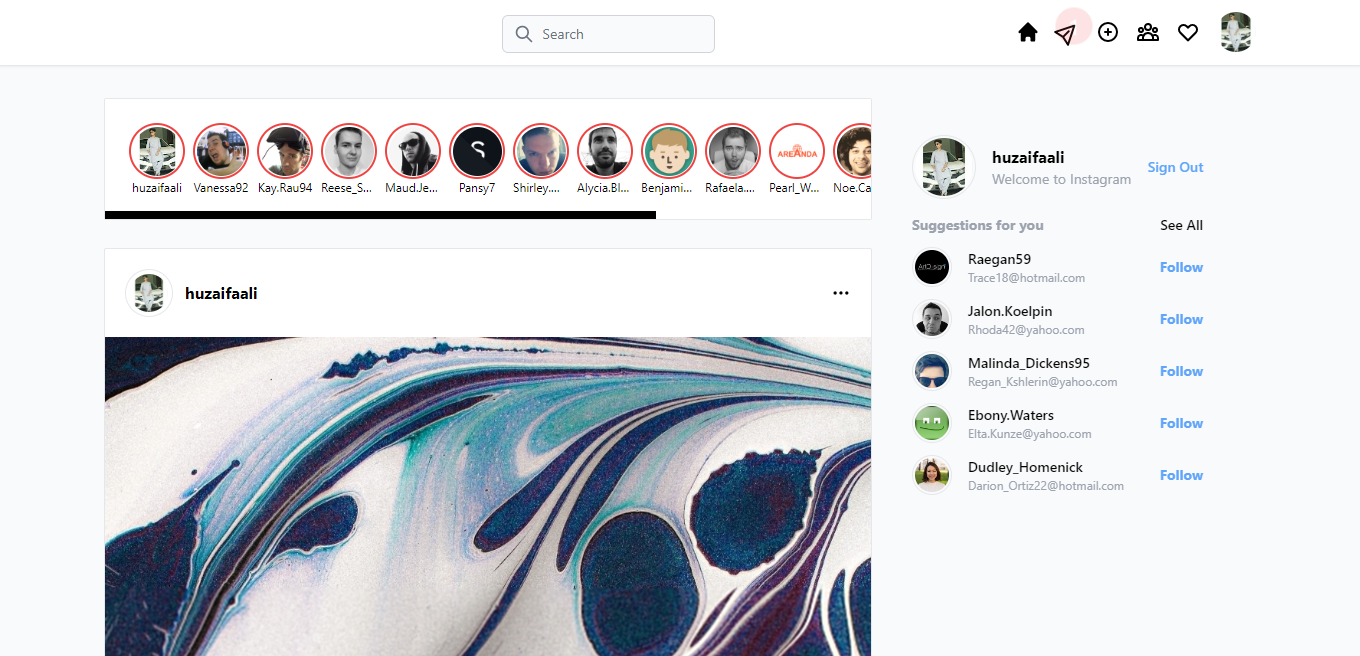 Search
huzaifaali
Vanessa92
Kay.Rau94
Reese_S...
Maud.Je...
Pansy7
Shirley....
Alycia.Bl...
Benjami...
Rafaela....
Pearl_W...
Noe.Ca
AREANDA
huzaifaali
Welcome to Instagram
Sign Out
Suggestions for you
See All
Raegan59
Trace18@hotmail.com
Follow
Jalon.Koelpin
Rhoda42@yahoo.com
Follow
Malinda_Dickens95
Regan_Kshlerin@yahoo.com
Follow
Ebony.Waters
Elta.Kunze@yahoo.com
Follow
Dudley_Homenick
Darion_Ortiz22@hotmail.com
Follow
huzaifaali